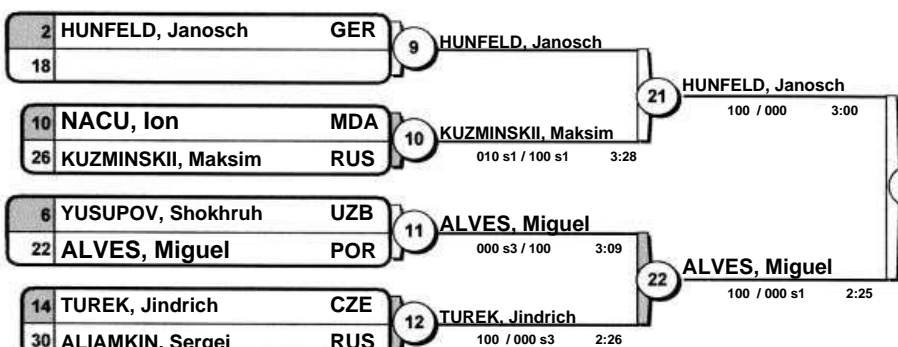 2 HUNFELD, Janosch GER
18
9
HUNFELD, Janosch
10 NACU, Ion MDA
26 KUZMINSKII, Maksim RUS
10
KUZMINSKII, Maksim
010 s1 / 100 s1 3:28
21
HUNFELD, Janosch
100 / 000 3:00
6 YUSUPOV, Shokhruh UZB
22 ALVES, Miguel POR
11
ALVES, Miguel
000 s3 / 100 3:09
14 TUREK, Jindrich CZE
30 ALIAMKIN, Sergei RUS
12
TUREK, Jindrich
100 / 000 s3 2:26
22
ALVES, Miguel
100 / 000 s1 2:25